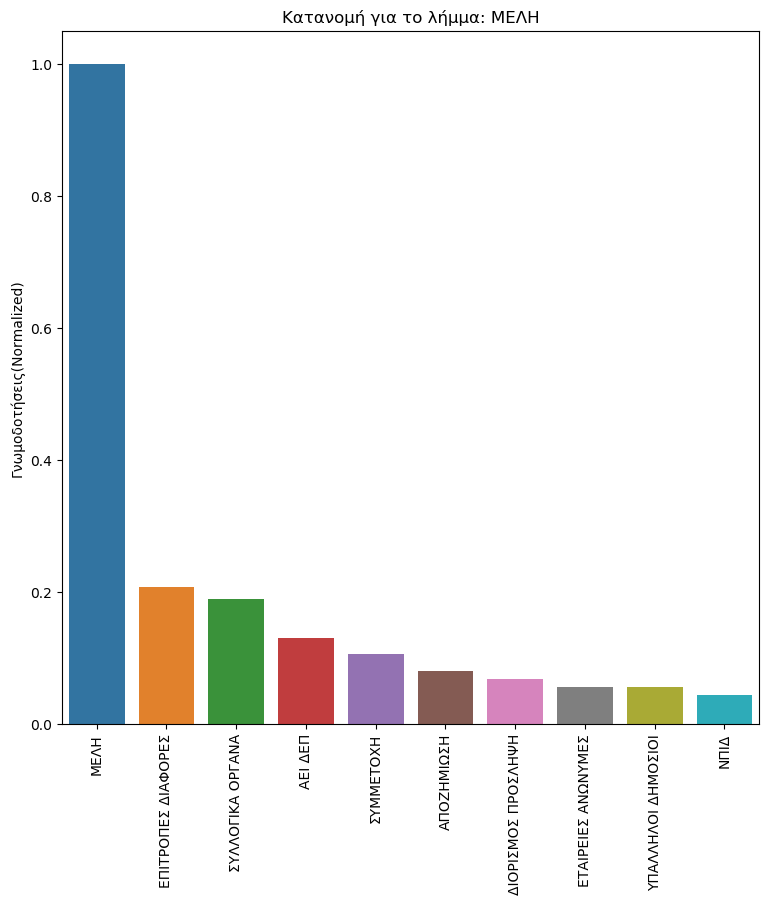 Κατανομή για το λήμμα: ΜΕΛΗ
Γνωμοδοτήσεις(Normalized)
1.0
0.8
0.6
0.4
0.2
0.0
ΜΕΛΗ
ΕΠΙΤΡΟΠΕΣ ΔΙΑΦΟΡΕΣ
ΣΥΛΛΟΓΙΚΑ ΟΡΓΑΝΑ
ΑΕΙ ΔΕΠ
ΣΥΜΜΕΤΟΧΗ
ΑΠΟΖΗΜΙΩΣΗ
ΔΙΟΡΙΣΜΟΣ ΠΡΟΣΛΗΨΗ
ΕΤΑΙΡΕΙΕΣ ΑΝΩΝΥΜΕΣ
ΥΠΑΛΛΗΛΟΙ ΔΗΜΟΣΙΟΙ
ΝΠΙΔ